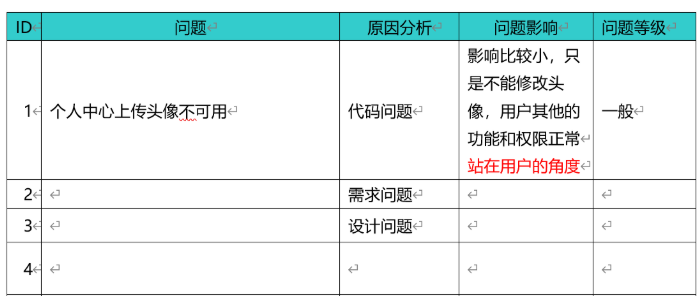 ID 问题 原因分析 问题影响 问题等级
影响比较小，只
是不能修改头
1 个人中心上传头像不可用 代码问题 像，用户其他的 一般
功能和权限正常
站在用户的角度
2 需求问题
3 设计问题
4